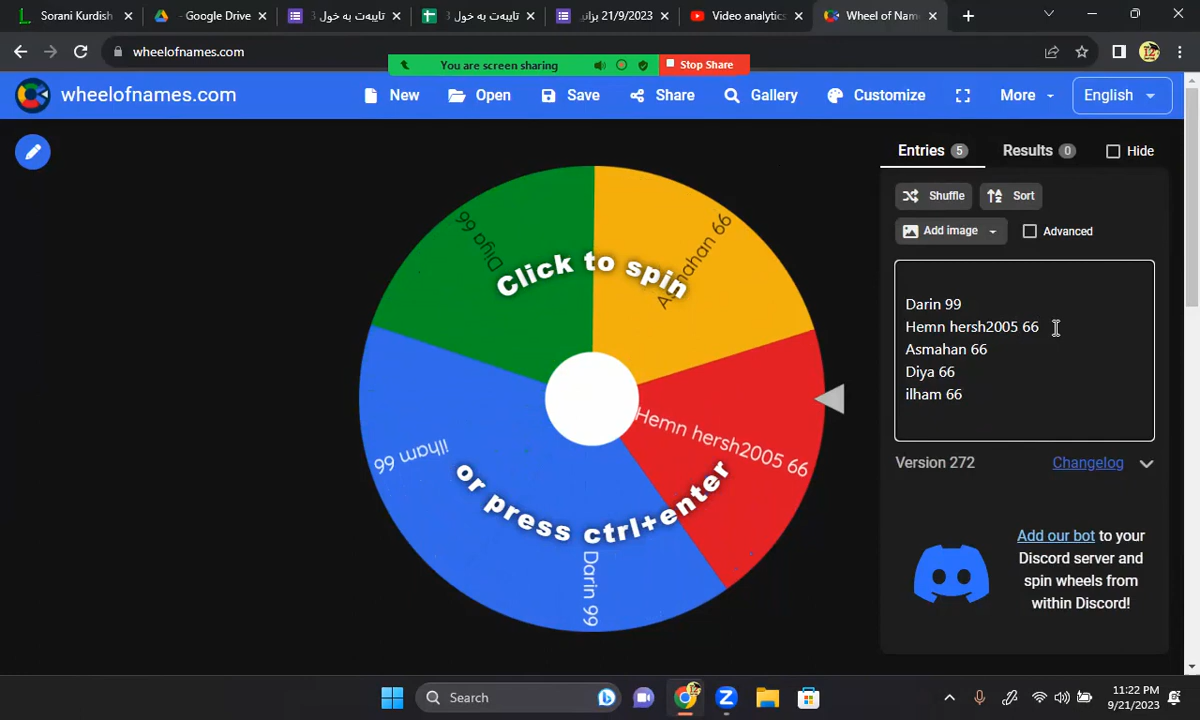 Sorani Kurdish
- Google Drive
تایبەت بە خول 3
تایبەت بە خول 3
21/9/2023 بزانی
Video analytics
Wheel of Nam
wheelofnames.com
You are screen sharing
Stop Share
wheelofnames.com
New
Open
Save
Share
Gallery
Customize
More
English
Entries 5
Results 0
Hide
Shuffle
Sort
Add image
Advanced
Darin 99
Hemn hersh2005 66
Asmahan 66
Diya 66
ilham 66
Diya 66
Asmahan 66
Click to spin
Hemn hersh2005 66
ilham 66
or press ctrl+enter
Darin 99
Version 272
Changelog
Add our bot to your
Discord server and
spin wheels from
within Discord!
Search
11:22 PM
9/21/2023